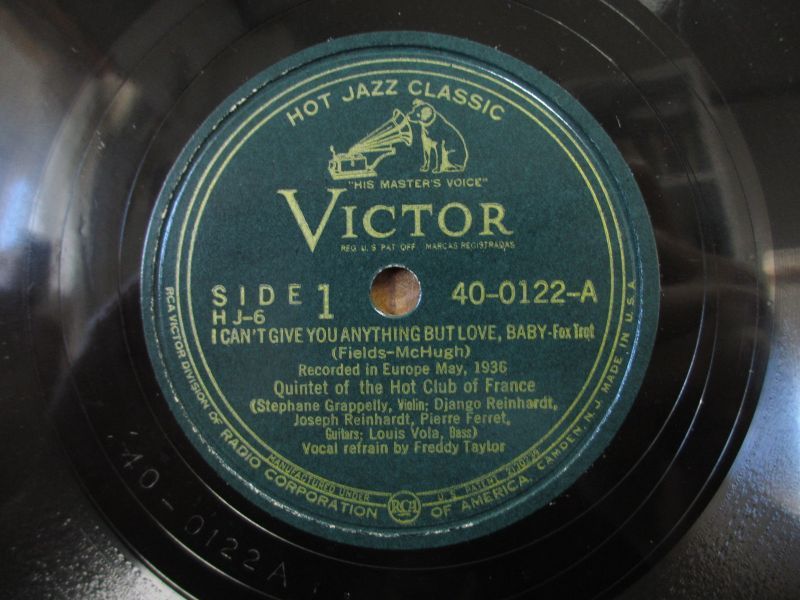 HOT JAZZ CLASSIC
"HIS MASTER'S VOICE"
VICTOR
REG. U.S. PAT. OFF. MARCAS REGISTRADAS
SIDE 1
40-0122-A
HJ-6
I CAN'T GIVE YOU ANYTHING BUT LOVE, BABY-Fox Trot
(Fields-McHugh)
Recorded in Europe May, 1936
Quintet of the Hot Club of France
(Stephane Grappelly, Violin; Django Reinhardt,
Joseph Reinhardt, Pierre Ferret,
Guitars; Louis Vola, Bass)
Vocal refrain by Freddy Taylor
MANUFACTURED UNDER
RCA
U.S. PATENT
RCA VICTOR DIVISION OF RADIO CORPORATION OF AMERICA, CAMDEN, N.J. MADE IN U.S.A.
40-0122A